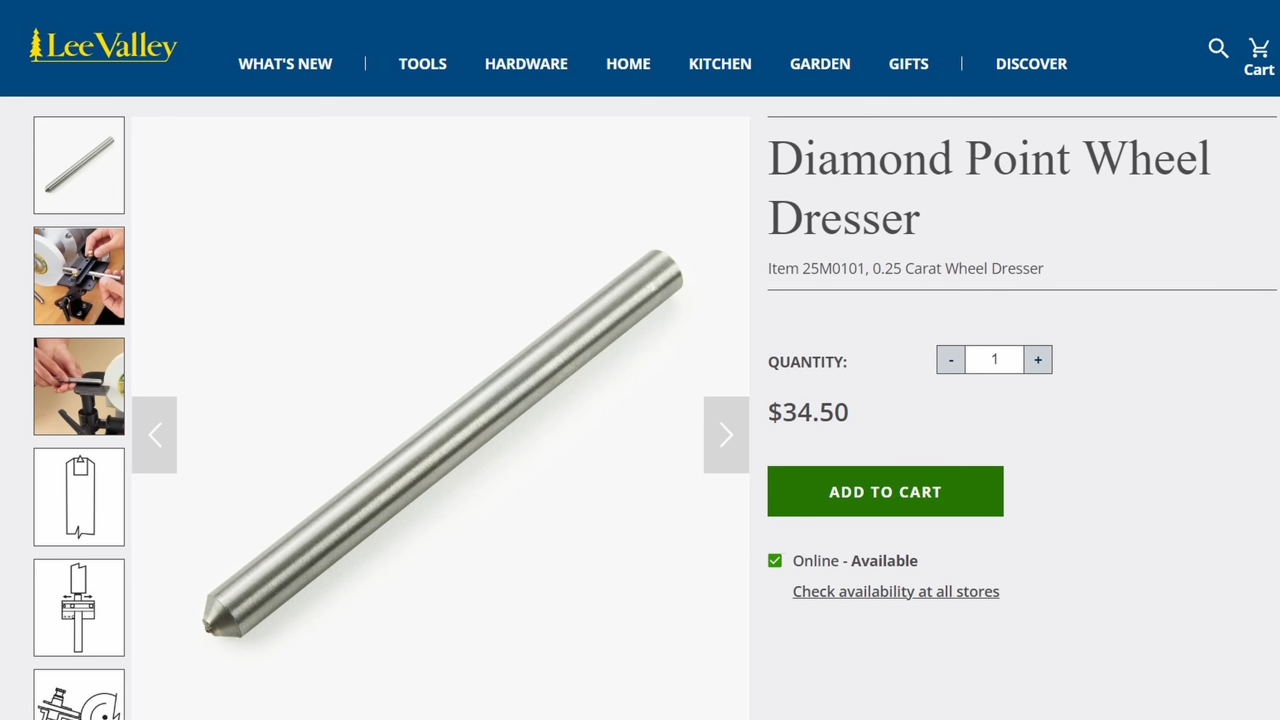 Lee Valley
WHAT'S NEW | TOOLS HARDWARE HOME KITCHEN GARDEN GIFTS | DISCOVER
Cart
Diamond Point Wheel
Dresser
Item 25M0101, 0.25 Carat Wheel Dresser
QUANTITY: - 1 +
$34.50
ADD TO CART
Online - Available
Check availability at all stores